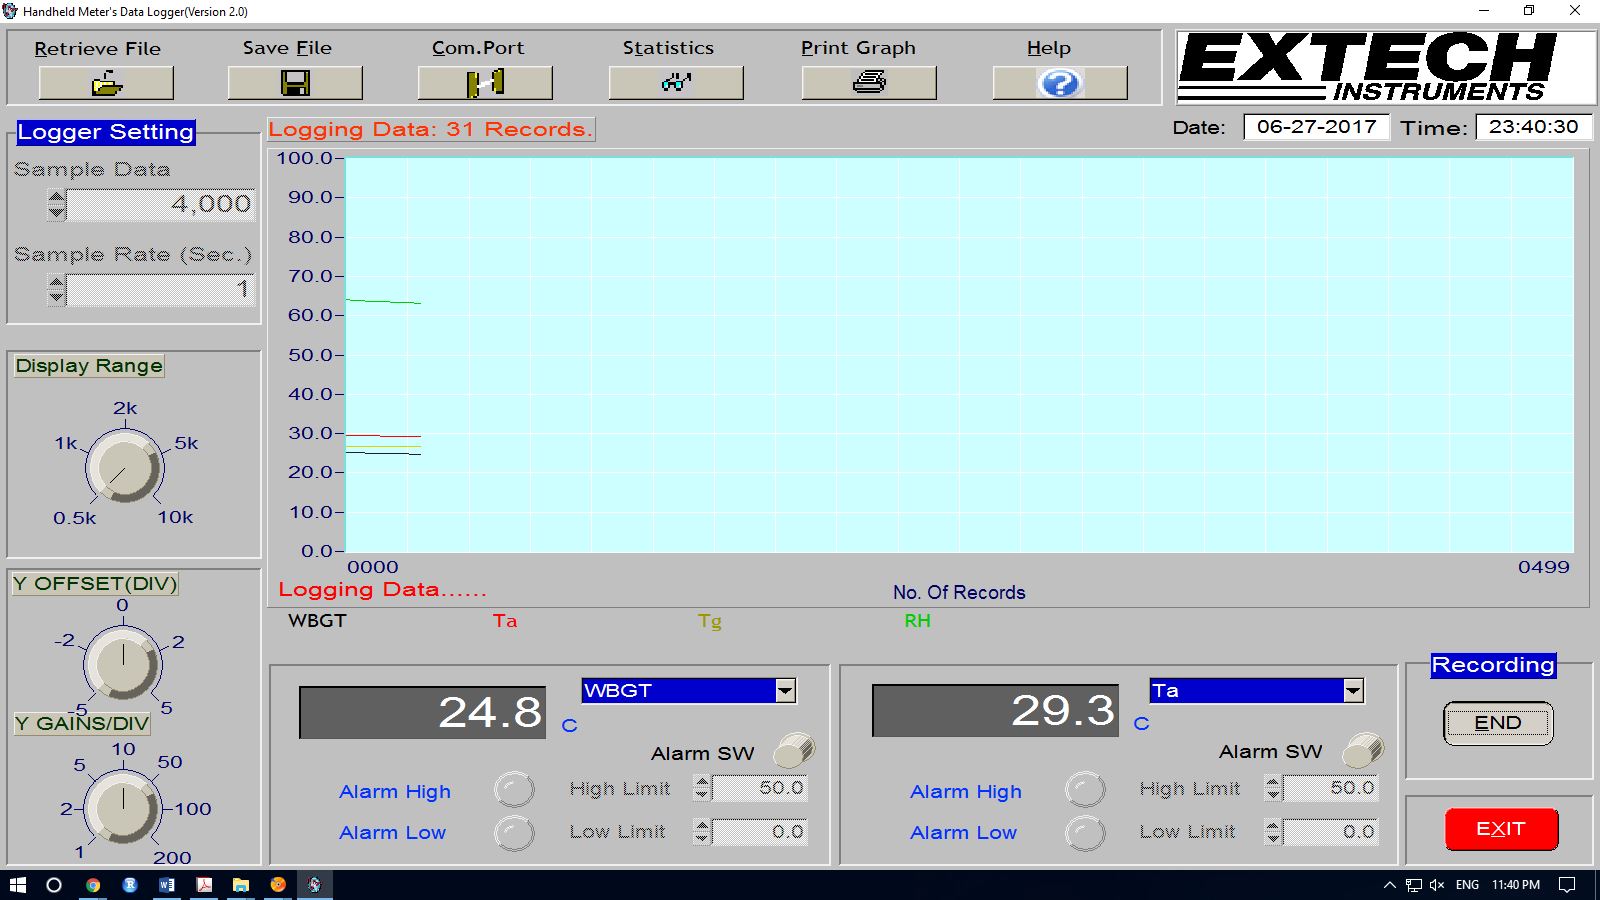 Handheld Meter's Data Logger(Version 2.0)
Retrieve File
Save File
Com.Port
Statistics
Print Graph
Help
EXTECH
INSTRUMENTS
Logger Setting
Logging Data: 31 Records.
Date: 06-27-2017 Time: 23:40:30
Sample Data
4,000
Sample Rate (Sec.)
1
Display Range
2k
1k
5k
0.5k
10k
Y OFFSET(DIV)
0
-2
2
-5
5
Y GAINS/DIV
10
5
50
2
100
1
200
100.0
90.0
80.0
70.0
60.0
50.0
40.0
30.0
20.0
10.0
0.0
0000
0499
Logging Data......
No. Of Records
WBGT
Ta
Tg
RH
24.8
C
WBGT
Alarm SW
Alarm High
High Limit
50.0
Alarm Low
Low Limit
0.0
29.3
C
Ta
Alarm SW
Alarm High
High Limit
50.0
Alarm Low
Low Limit
0.0
Recording
END
EXIT
ENG
11:40 PM